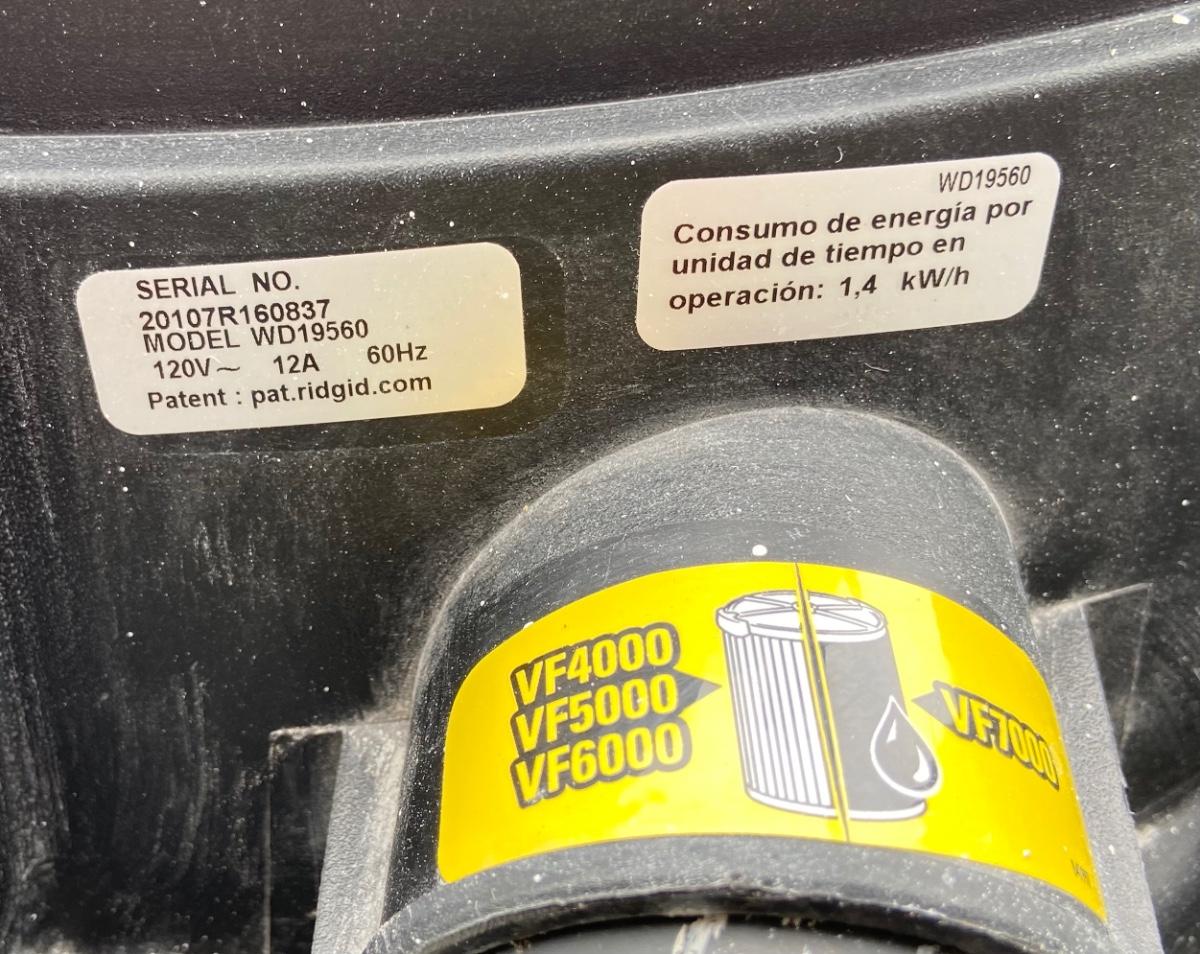 SERIAL NO.
20107R160837
MODEL WD19560
120V~ 12A 60Hz
Patent : pat.ridgid.com
WD19560
Consumo de energía por
unidad de tiempo en
operación: 1,4 kW/h
VF4000
VF5000
VF6000
VF7000